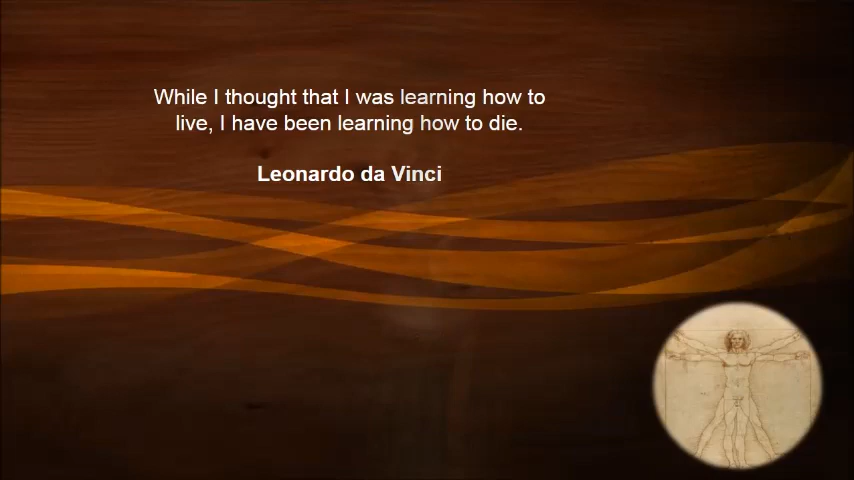 While I thought that I was learning how to
live, I have been learning how to die.
Leonardo da Vinci